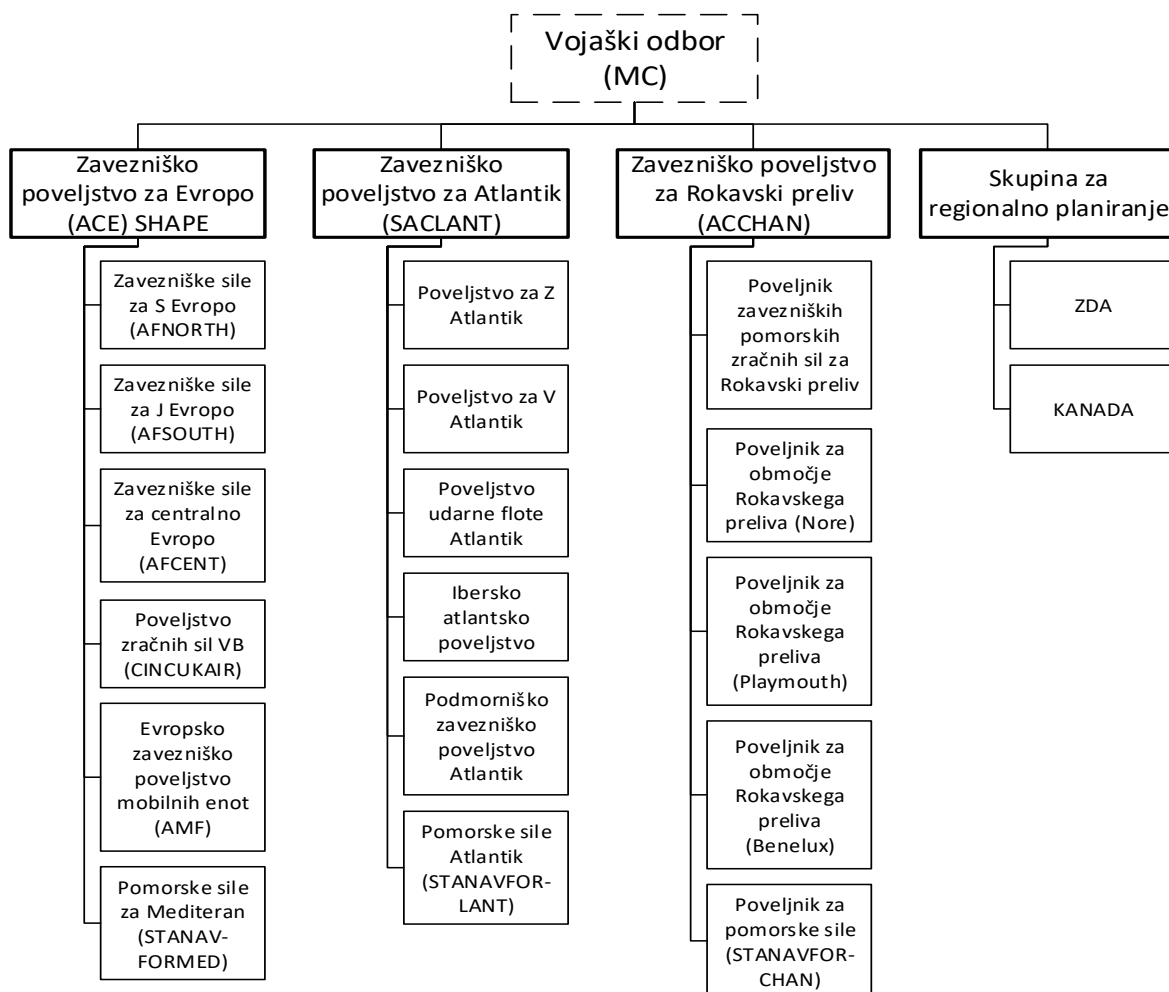 Vojaški odbor
(MC)
Zavezniško
poveljstvo za Evropo
(ACE) SHAPE
Zavezniške sile
za S Evropo
(AFNORTH)
Zavezniške sile
za J Evropo
(AFSOUTH)
Zavezniške sile
za centralno
Evropo
(AFCENT)
Poveljstvo
zračnih sil VB
(CINCUKAIR)
Evropsko
zavezniško
poveljstvo
mobilnih enot
(AMF)
Pomorske sile
za Mediteran
(STANAV-
FORMED)
Zavezniško
poveljstvo za Atlantik
(SACLANT)
Poveljstvo za Z
Atlantik
Poveljstvo za V
Atlantik
Poveljstvo
udarne flote
Atlantik
Ibersko
atlantsko
poveljstvo
Podmorniško
zavezniško
poveljstvo
Atlantik
Pomorske sile
Atlantik
(STANAVFOR-
LANT)
Zavezniško poveljstvo
za Rokavski preliv
(ACCHAN)
Poveljnik
zavezniških
pomorskih
zračnih sil za
Rokavski preliv
Poveljnik za
območje
Rokavskega
preliva (Nore)
Poveljnik za
območje
Rokavskega
preliva
(Playmouth)
Poveljnik za
območje
Rokavskega
preliva
(Benelux)
Poveljnik za
pomorske sile
(STANAVFOR-
CHAN)
Skupina za
regionalno planiranje
ZDA
KANADA